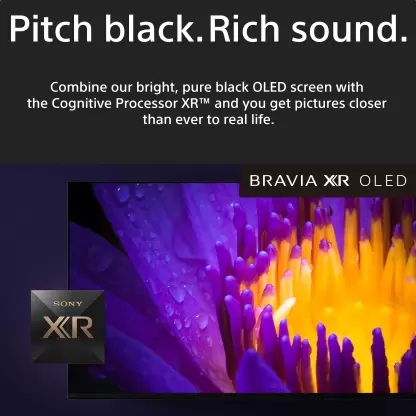 Pitch black. Rich sound.
Combine our bright, pure black OLED screen with
the Cognitive Processor XR™ and you get pictures closer
than ever to real life.
BRAVIA XR OLED
SONY
XR